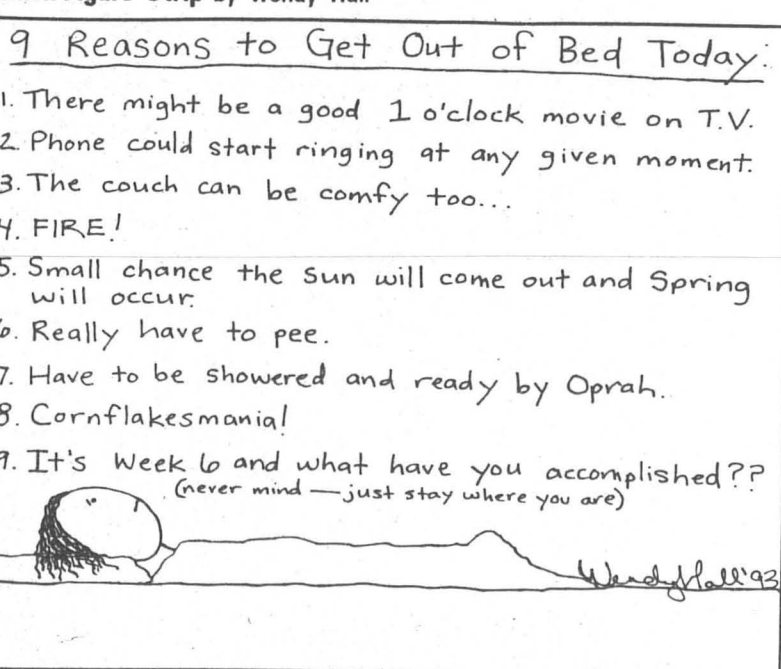 9 Reasons to Get Out of Bed Today:
1. There might be a good 1 o'clock movie on T.V.
2. Phone could start ringing at any given moment.
3. The couch can be comfy too...
4. FIRE!
5. Small chance the sun will come out and Spring
will occur.
6. Really have to pee.
7. Have to be showered and ready by Oprah.
8. Cornflakesmania!
9. It's Week 6 and what have you accomplished??
(never mind — just stay where you are)
Wendy Hall '93